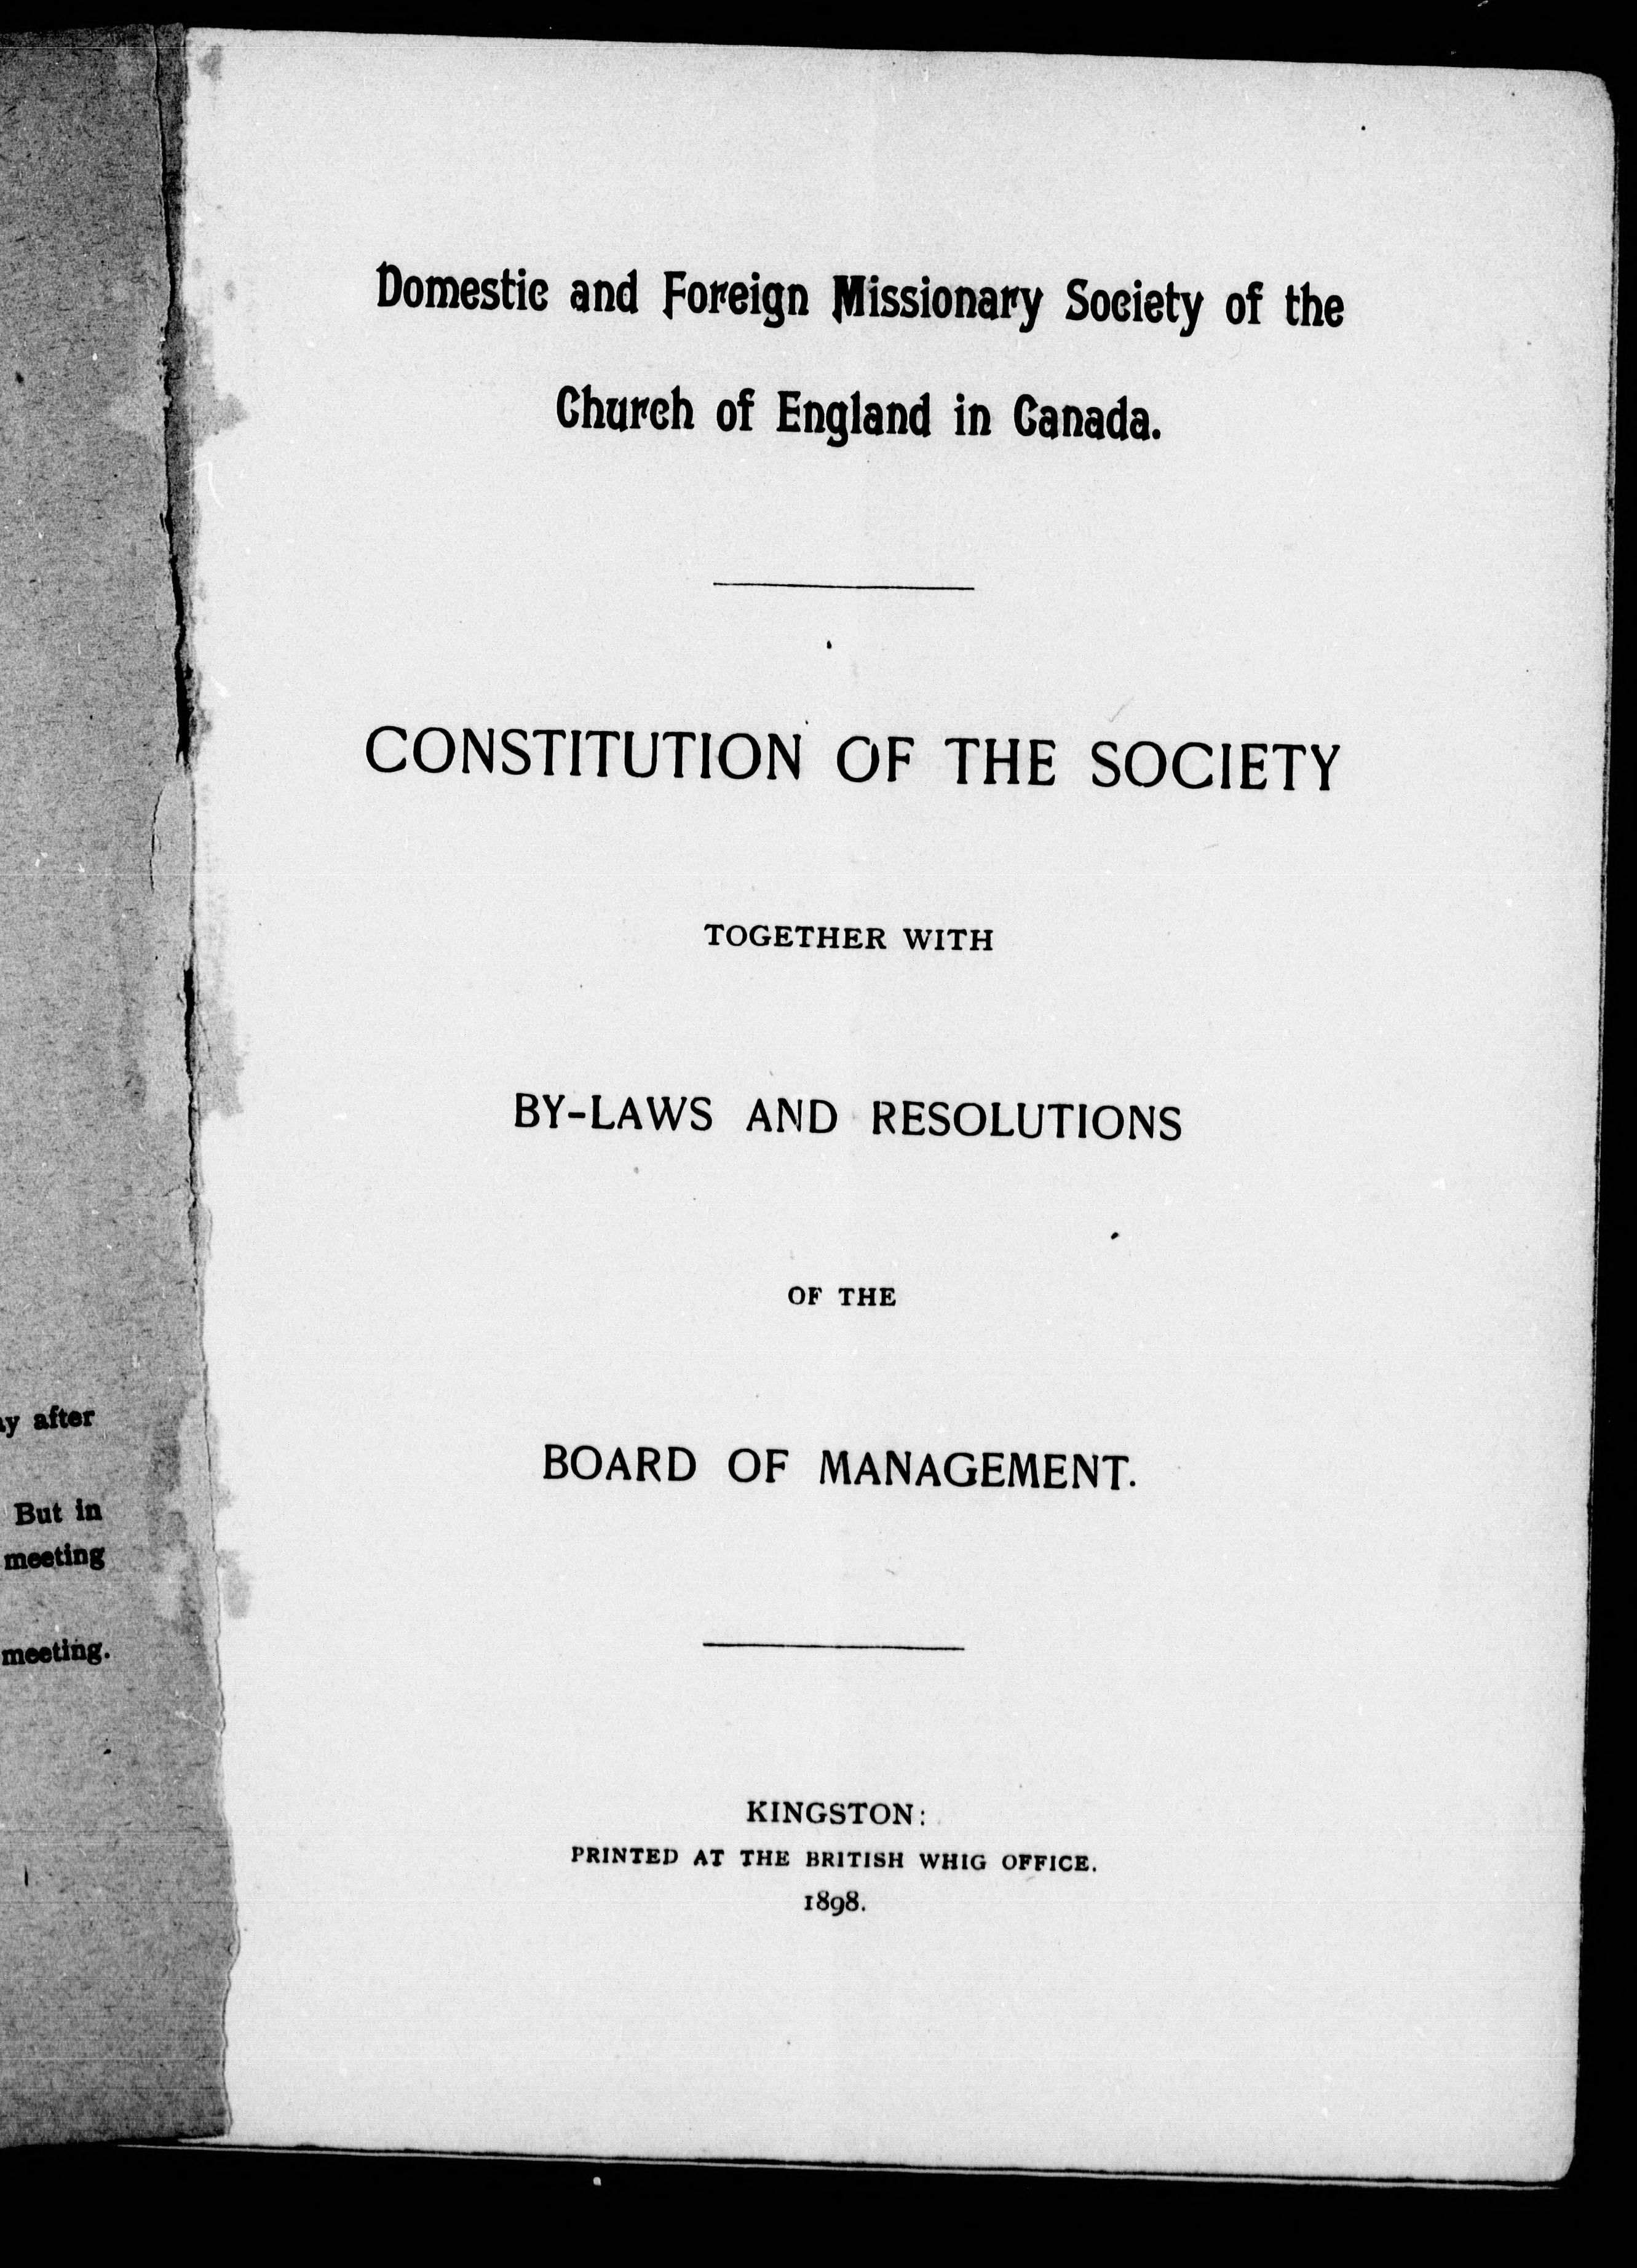 ay after
But in
meeting
meeting.
Domestic and Foreign Missionary Society of the
Church of England in Canada.
CONSTITUTION OF THE SOCIETY
TOGETHER WITH
BY-LAWS AND RESOLUTIONS
OF THE
BOARD OF MANAGEMENT.
KINGSTON:
PRINTED AT THE BRITISH WHIG OFFICE.
1898.